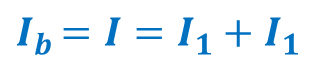 I_b = I = I_1 + I_1